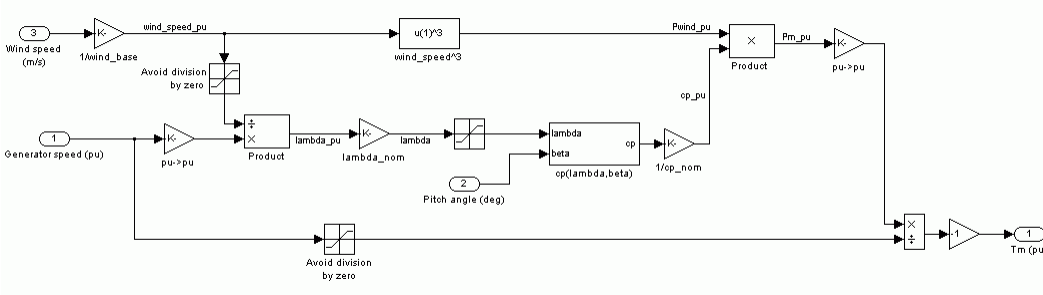 wind_speed_pu
3
K-
u(1)^3
Pwind_pu
×
Pm_pu
K-
Wind speed
(m/s)
1/wind_base
wind_speed^3
Product
pu->pu
Avoid division
by zero
cp_pu
1
K-
÷
×
lambda_pu
K-
lambda
lambda
beta
cp
K-
Generator speed (pu)
pu->pu
Product
lambda_nom
cp(lambda,beta)
1/cp_nom
2
Pitch angle (deg)
×
÷
-1
1
Tm (pu
Avoid division
by zero